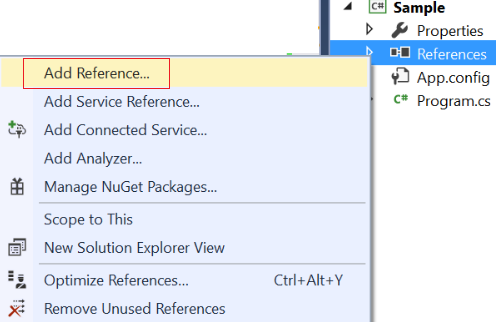 Sample
Properties
References
App.config
C# Program.cs
Add Reference...
Add Service Reference...
Add Connected Service...
Add Analyzer...
Manage NuGet Packages...
Scope to This
New Solution Explorer View
Optimize References... Ctrl+Alt+Y
Remove Unused References